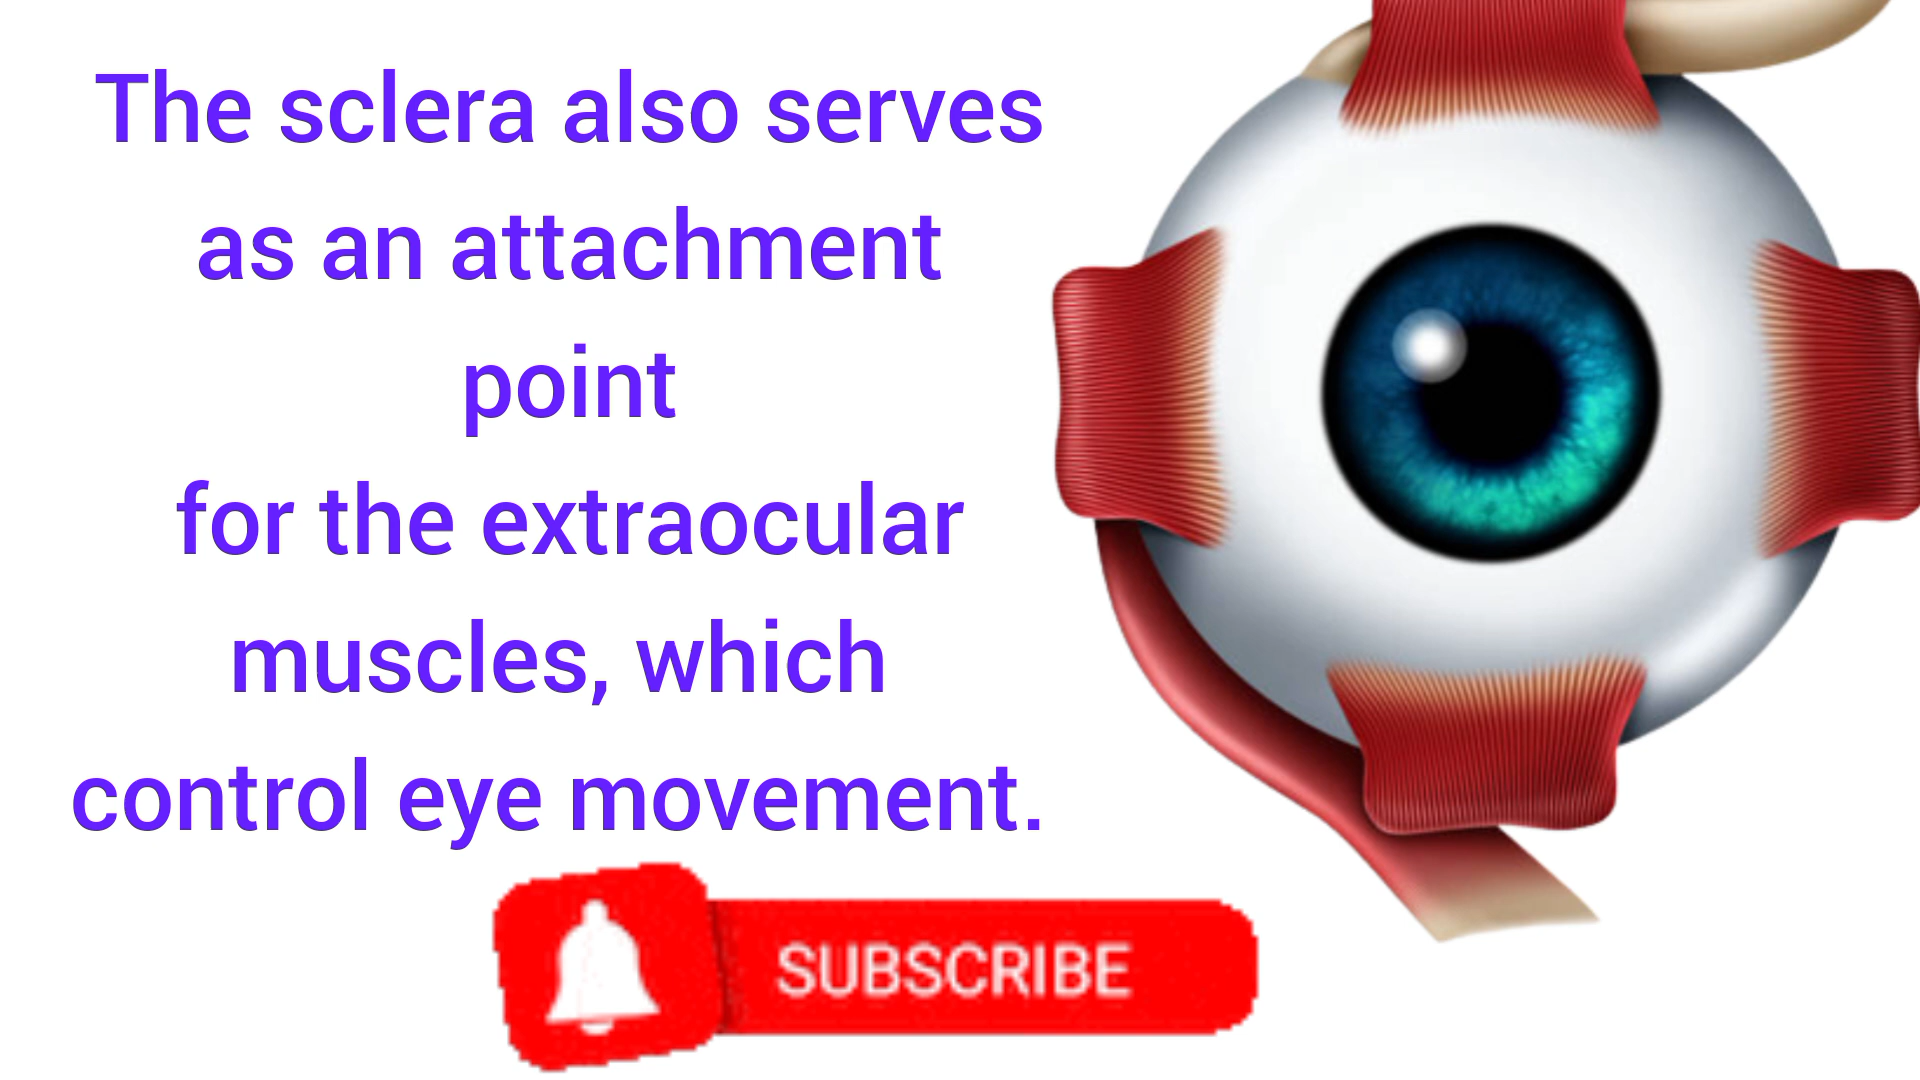 The sclera also serves
as an attachment
point
for the extraocular
muscles, which
control eye movement.
SUBSCRIBE